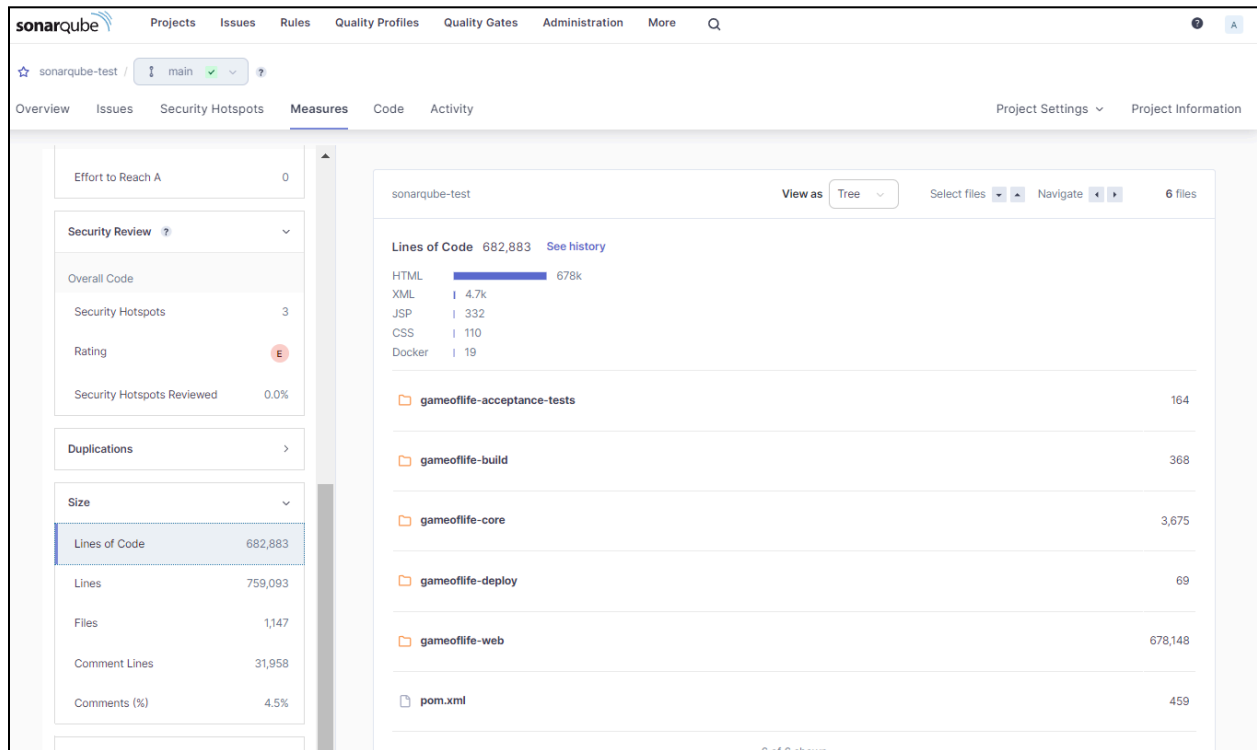 sonarqube Projects Issues Rules Quality Profiles Quality Gates Administration More ? A
sonarqube-test / main ?
Overview Issues Security Hotspots Measures Code Activity Project Settings Project Information
Effort to Reach A 0
Security Review ?
Overall Code
Security Hotspots 3
Rating E
Security Hotspots Reviewed 0.0%
Duplications
Size
Lines of Code 682,883
Lines 759,093
Files 1,147
Comment Lines 31,958
Comments (%) 4.5%
sonarqube-test View as Tree Select files Navigate 6 files
Lines of Code 682,883 See history
HTML 678k
XML 4.7k
JSP 332
CSS 110
Docker 19
gameoflife-acceptance-tests 164
gameoflife-build 368
gameoflife-core 3,675
gameoflife-deploy 69
gameoflife-web 678,148
pom.xml 459